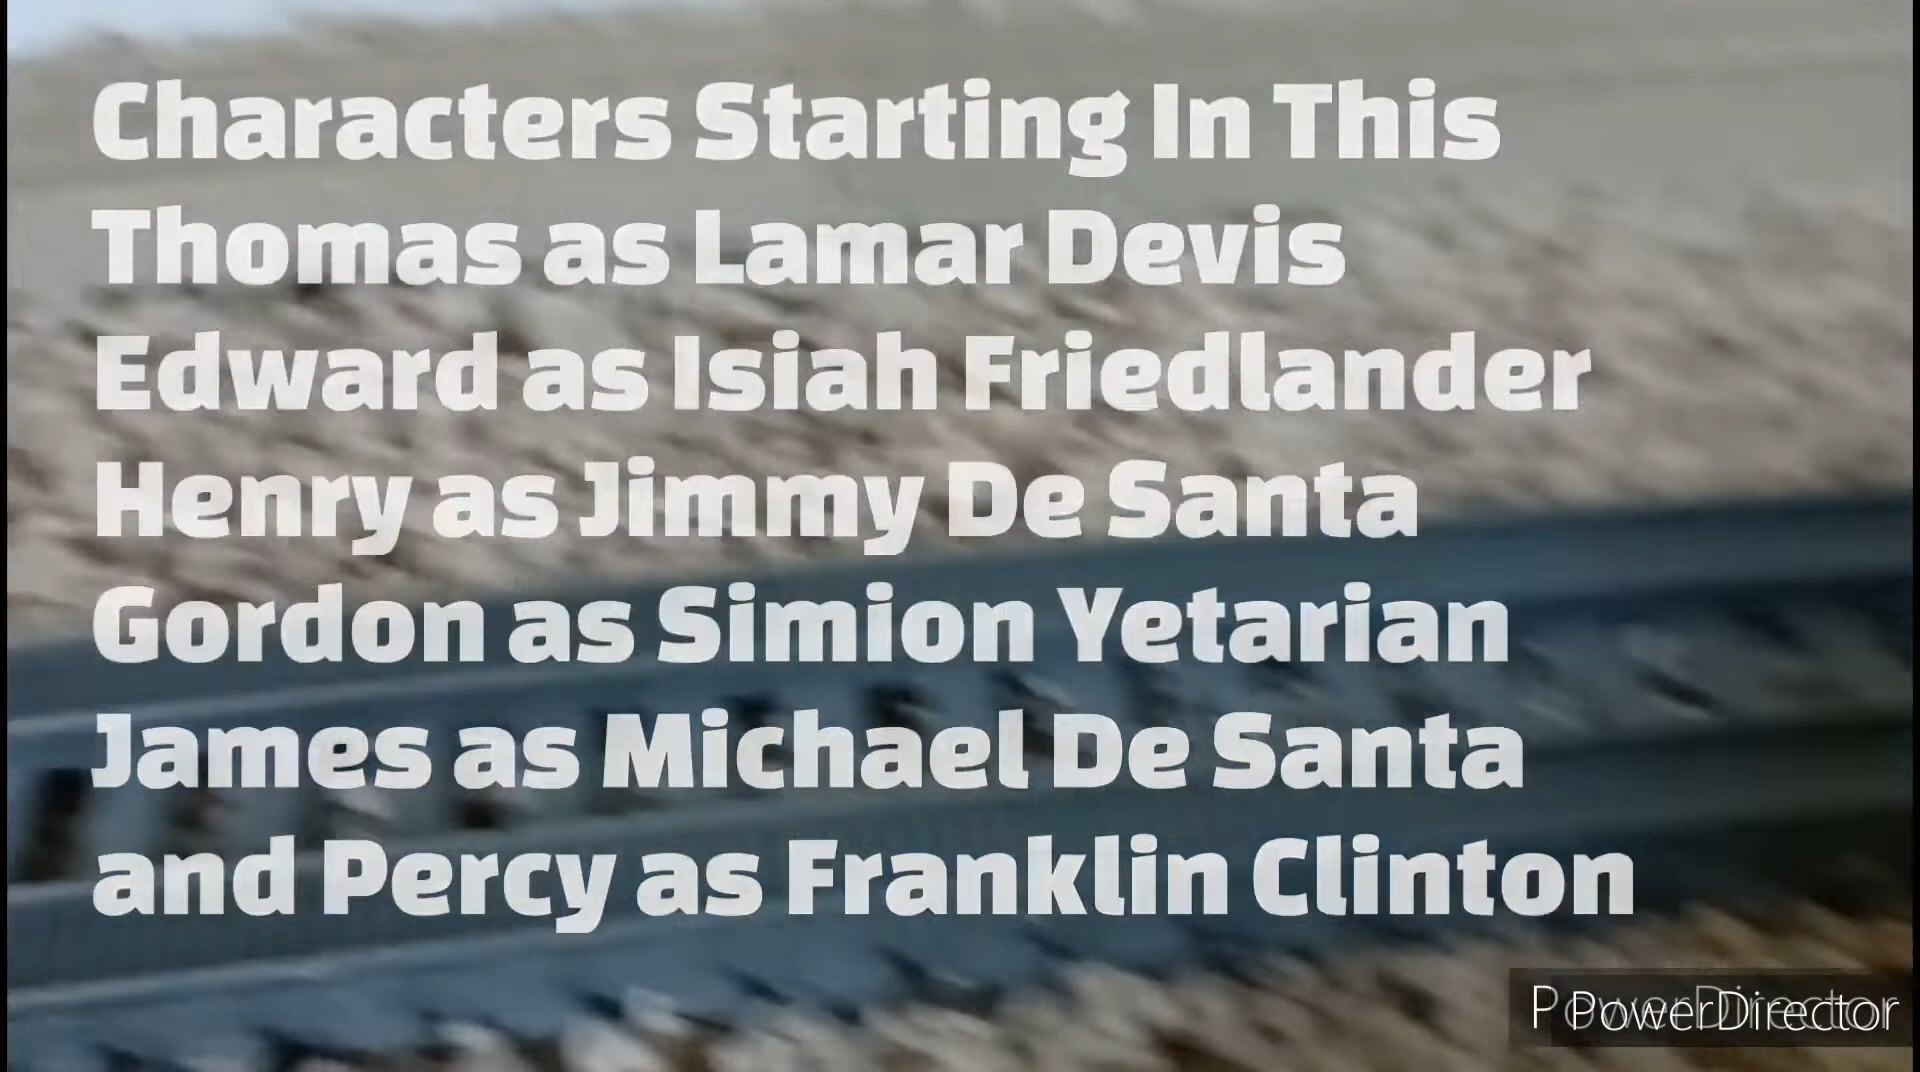 Characters Starting In This
Thomas as Lamar Devis
Edward as Isiah Friedlander
Henry as Jimmy De Santa
Gordon as Simion Yetarian
James as Michael De Santa
and Percy as Franklin Clinton
PowerDirector
PowerDirector